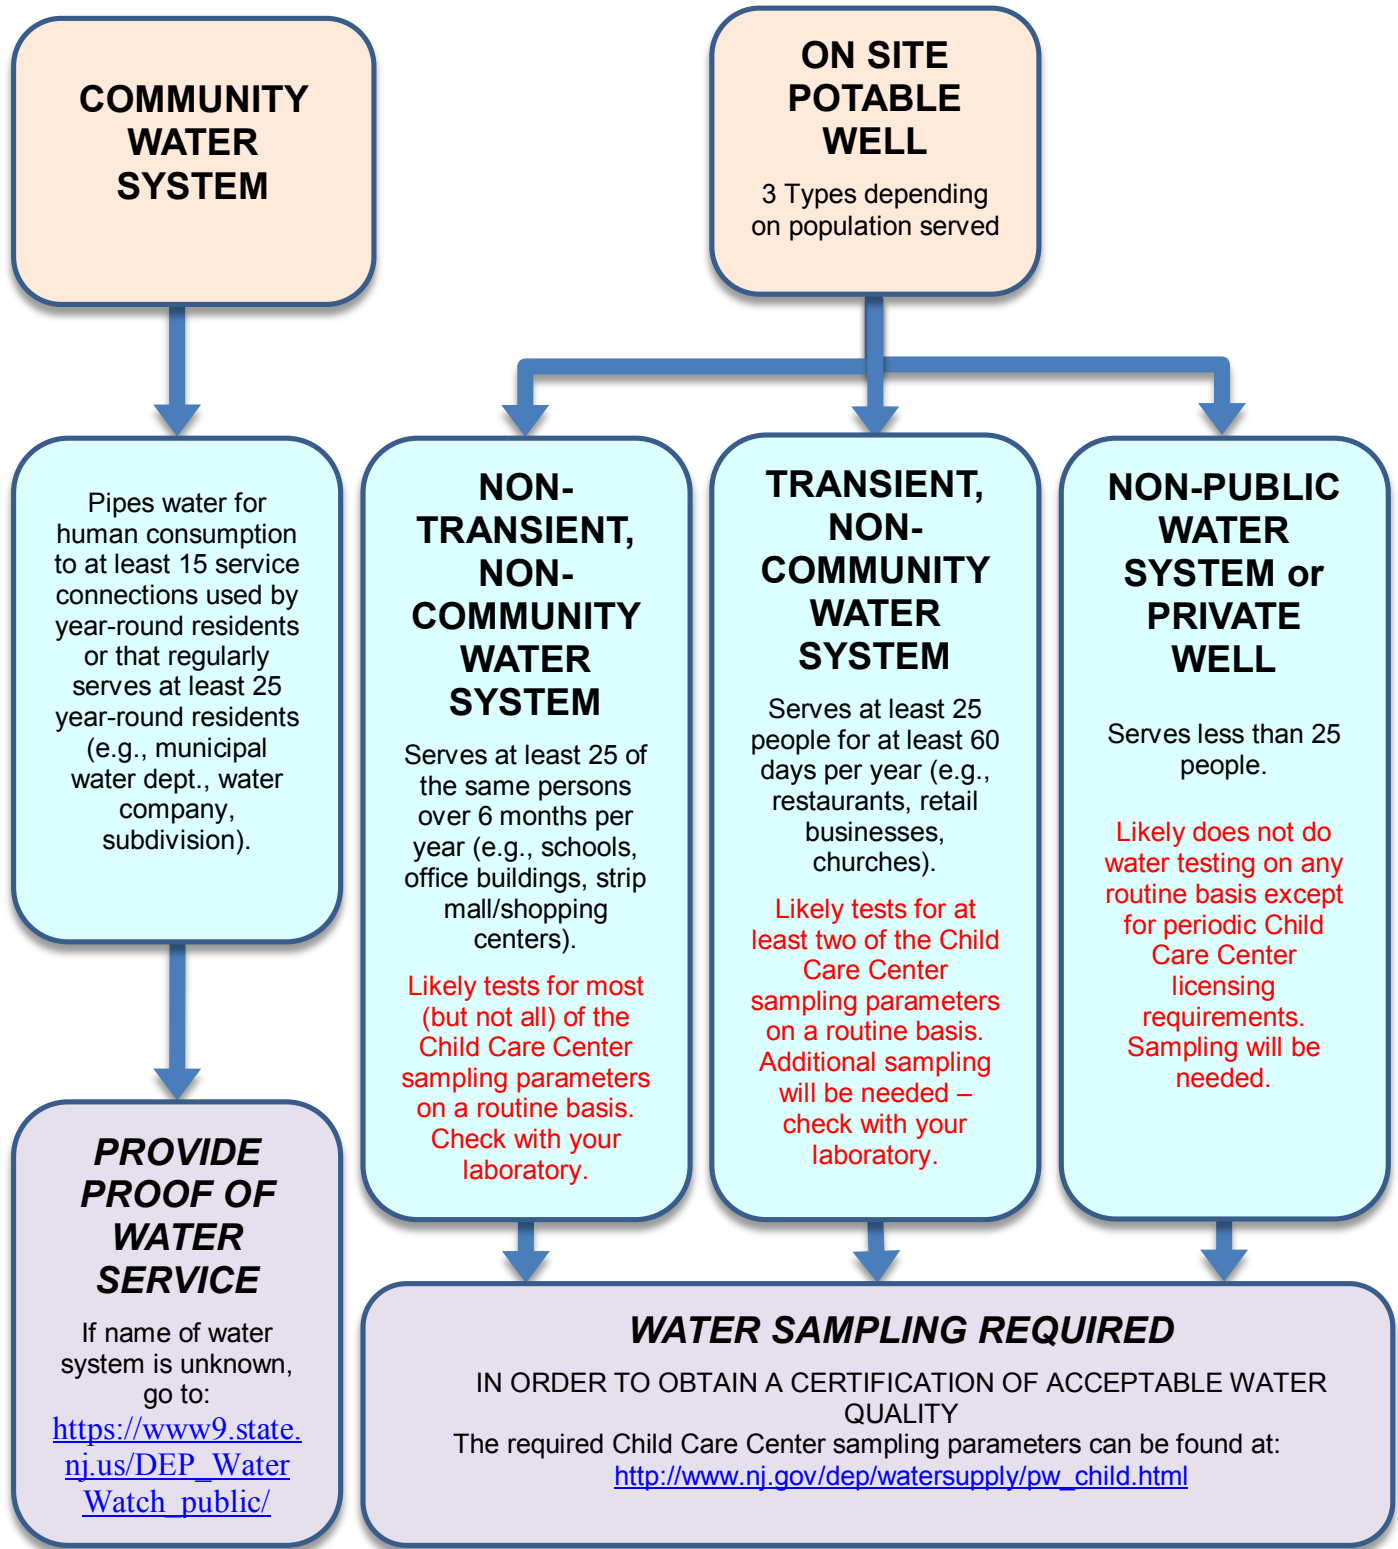 COMMUNITY
WATER
SYSTEM
ON SITE
POTABLE
WELL
3 Types depending
on population served
Pipes water for
human consumption
to at least 15 service
connections used by
year-round residents
or that regularly
serves at least 25
year-round residents
(e.g., municipal
water dept., water
company,
subdivision).
NON-
TRANSIENT,
NON-
COMMUNITY
WATER
SYSTEM
Serves at least 25 of
the same persons
over 6 months per
year (e.g., schools,
office buildings, strip
mall/shopping
centers).
Likely tests for most
(but not all) of the
Child Care Center
sampling parameters
on a routine basis.
Check with your
laboratory.
TRANSIENT,
NON-
COMMUNITY
WATER
SYSTEM
Serves at least 25
people for at least 60
days per year (e.g.,
restaurants, retail
businesses,
churches).
Likely tests for at
least two of the Child
Care Center
sampling parameters
on a routine basis.
Additional sampling
will be needed –
check with your
laboratory.
NON-PUBLIC
WATER
SYSTEM or
PRIVATE
WELL
Serves less than 25
people.
Likely does not do
water testing on any
routine basis except
for periodic Child
Care Center
licensing
requirements.
Sampling will be
needed.
PROVIDE
PROOF OF
WATER
SERVICE
If name of water
system is unknown,
go to:
https://www9.state.
nj.us/DEP_Water
Watch_public/
WATER SAMPLING REQUIRED
IN ORDER TO OBTAIN A CERTIFICATION OF ACCEPTABLE WATER
QUALITY
The required Child Care Center sampling parameters can be found at:
http://www.nj.gov/dep/watersupply/pw_child.html